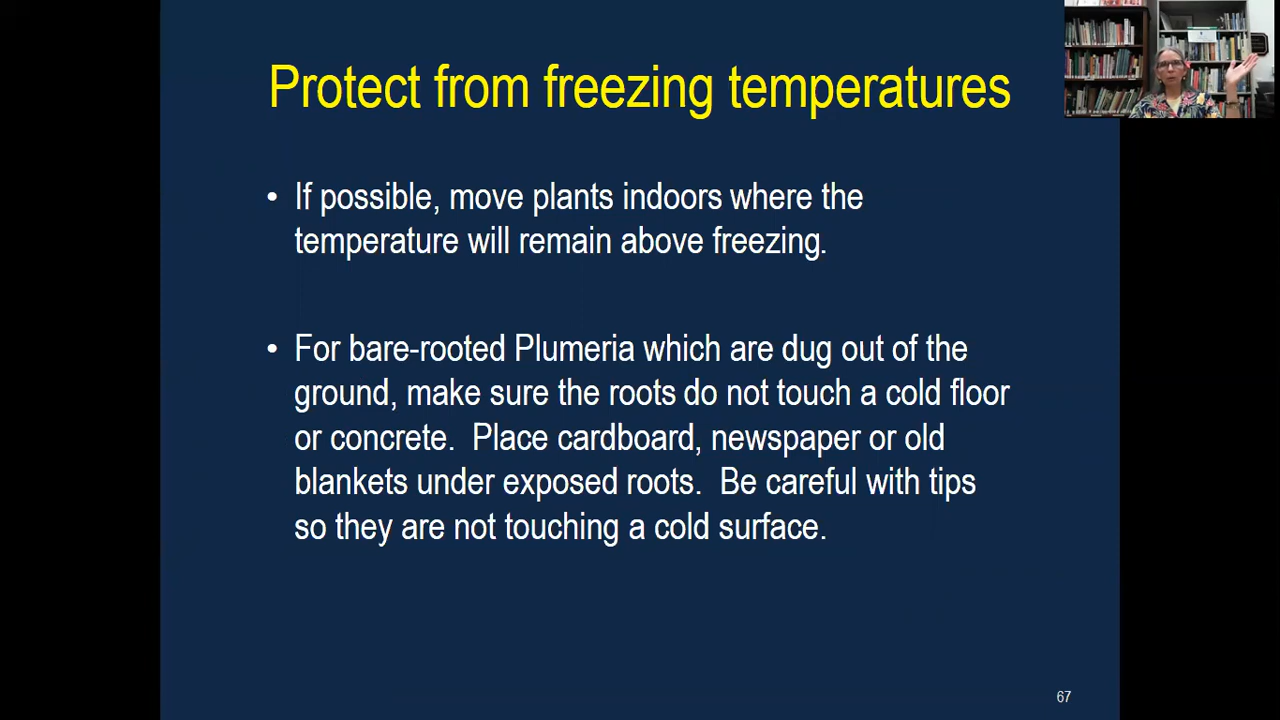 Protect from freezing temperatures
• If possible, move plants indoors where the
temperature will remain above freezing.
• For bare-rooted Plumeria which are dug out of the
ground, make sure the roots do not touch a cold floor
or concrete.  Place cardboard, newspaper or old
blankets under exposed roots.  Be careful with tips
so they are not touching a cold surface.
67